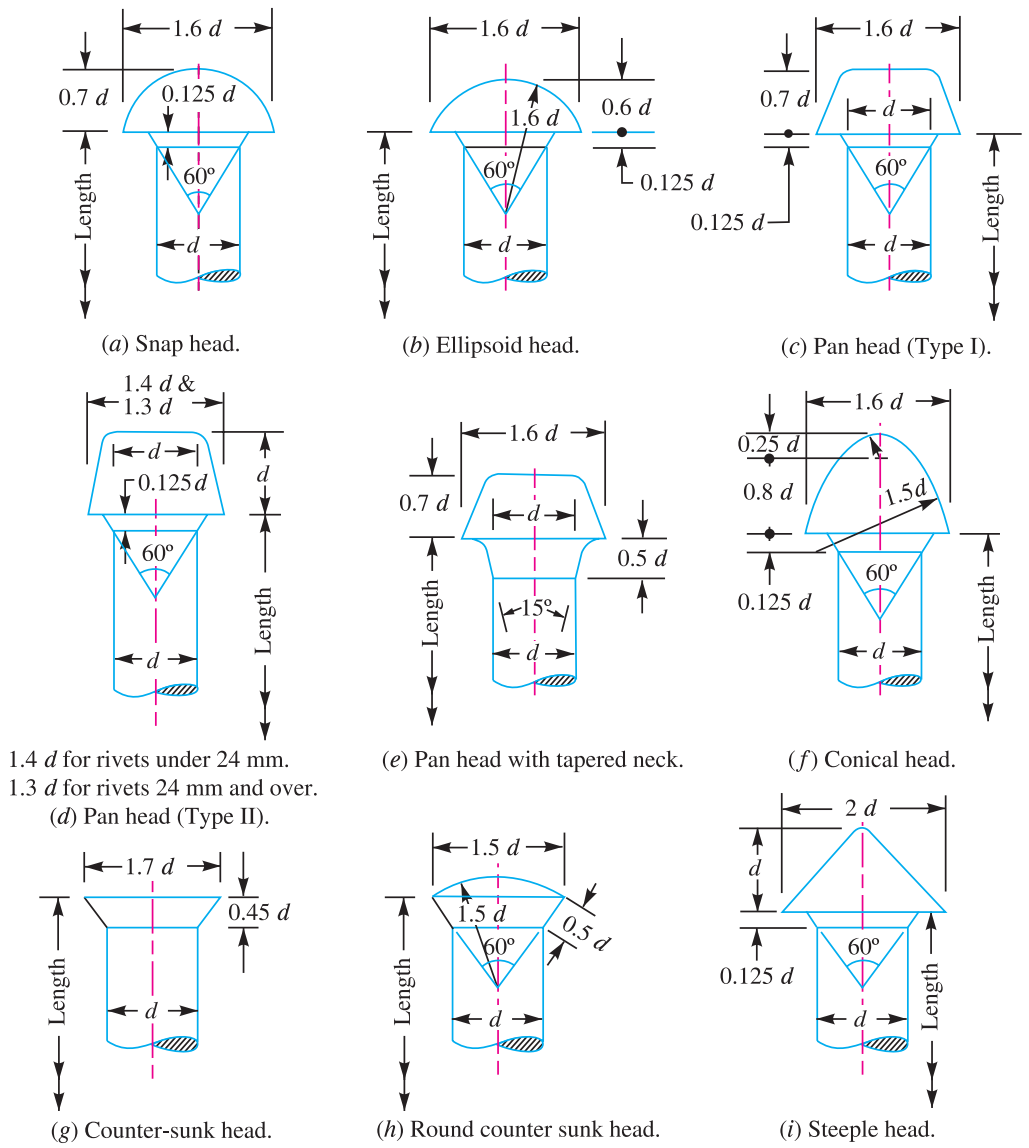 1.6 d
0.7 d
0.125 d
60º
Length
d
(a) Snap head.
1.6 d
0.6 d
1.6 d
60º
0.125 d
Length
d
(b) Ellipsoid head.
1.6 d
0.7 d
d
60º
0.125 d
Length
d
(c) Pan head (Type I).
1.4 d &
1.3 d
d
d
0.125 d
60º
Length
d
1.4 d for rivets under 24 mm.
1.3 d for rivets 24 mm and over.
(d) Pan head (Type II).
1.6 d
0.7 d
d
0.5 d
15º
Length
d
(e) Pan head with tapered neck.
1.6 d
0.25 d
0.8 d
1.5d
60º
0.125 d
Length
d
(f) Conical head.
1.7 d
0.45 d
Length
d
(g) Counter-sunk head.
1.5 d
1.5 d
0.5 d
60º
Length
d
(h) Round counter sunk head.
2 d
d
60º
0.125 d
Length
d
(i) Steeple head.